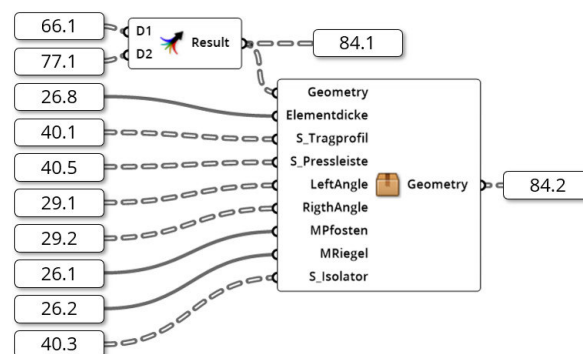 66.1
77.1
D1
D2
Result
84.1
26.8
40.1
40.5
29.1
29.2
26.1
26.2
40.3
Geometry
Elementdicke
S_Tragprofil
S_Pressleiste
LeftAngle
RigthAngle
MPfosten
MRiegel
S_Isolator
Geometry
84.2